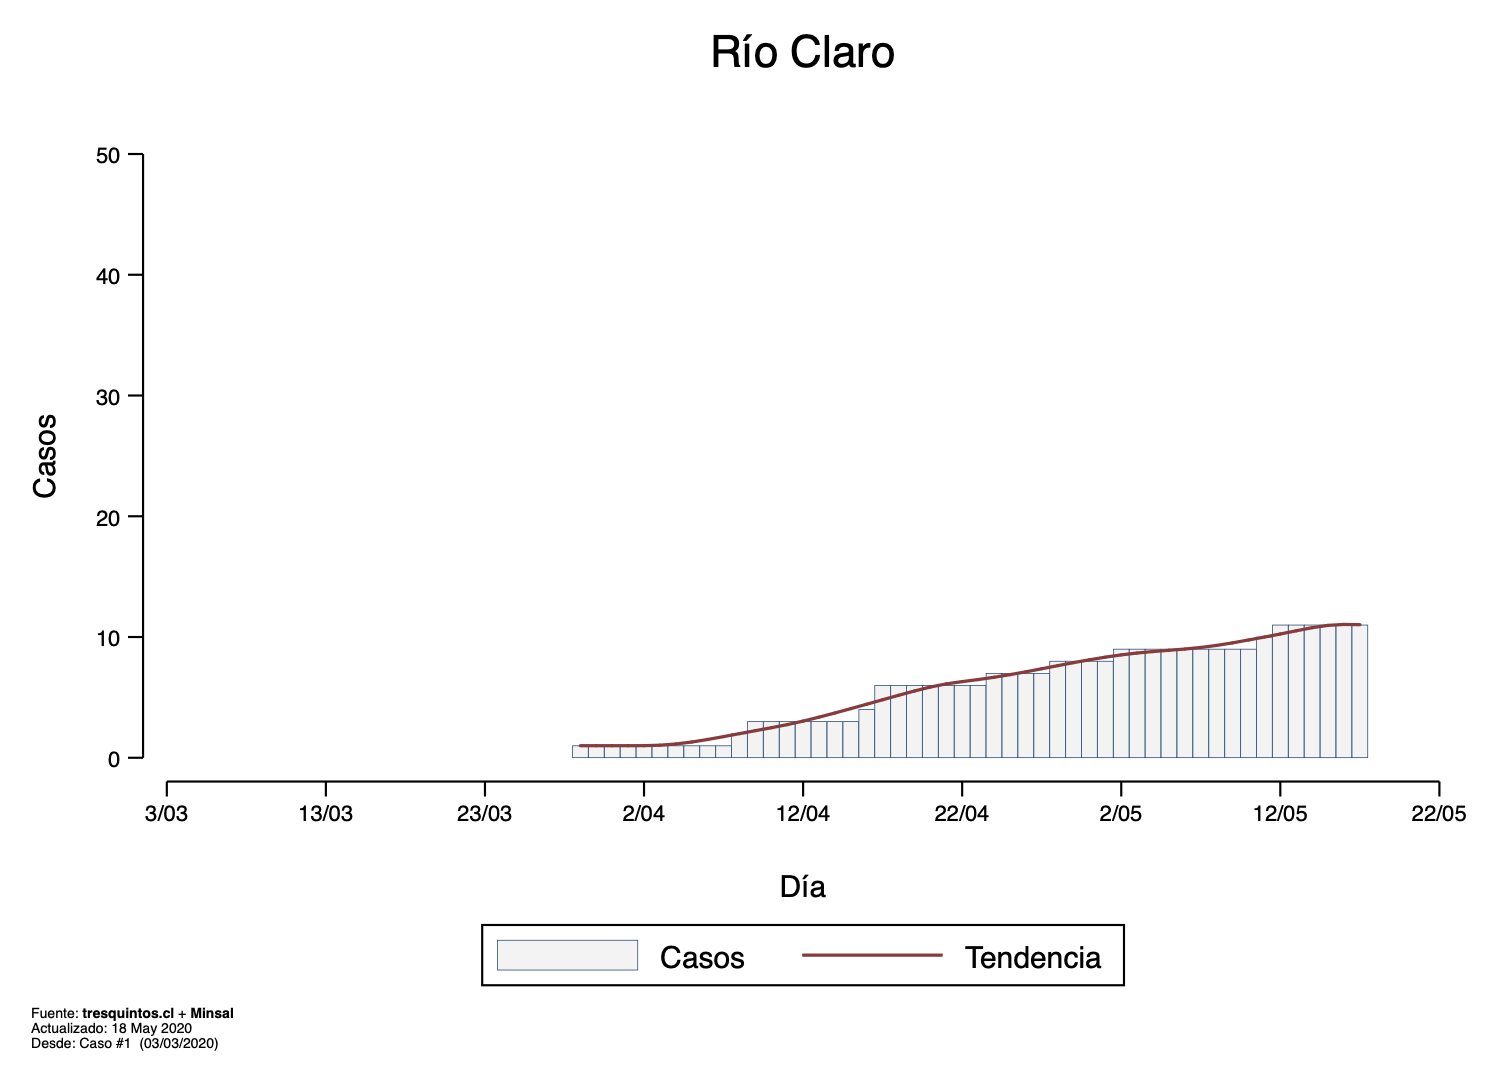 Río Claro
50
40
30
20
10
0
Casos
3/03 13/03 23/03 2/04 12/04 22/04 2/05 12/05 22/05
Día
Casos Tendencia
Fuente: tresquintos.cl + Minsal
Actualizado: 18 May 2020
Desde: Caso #1 (03/03/2020)